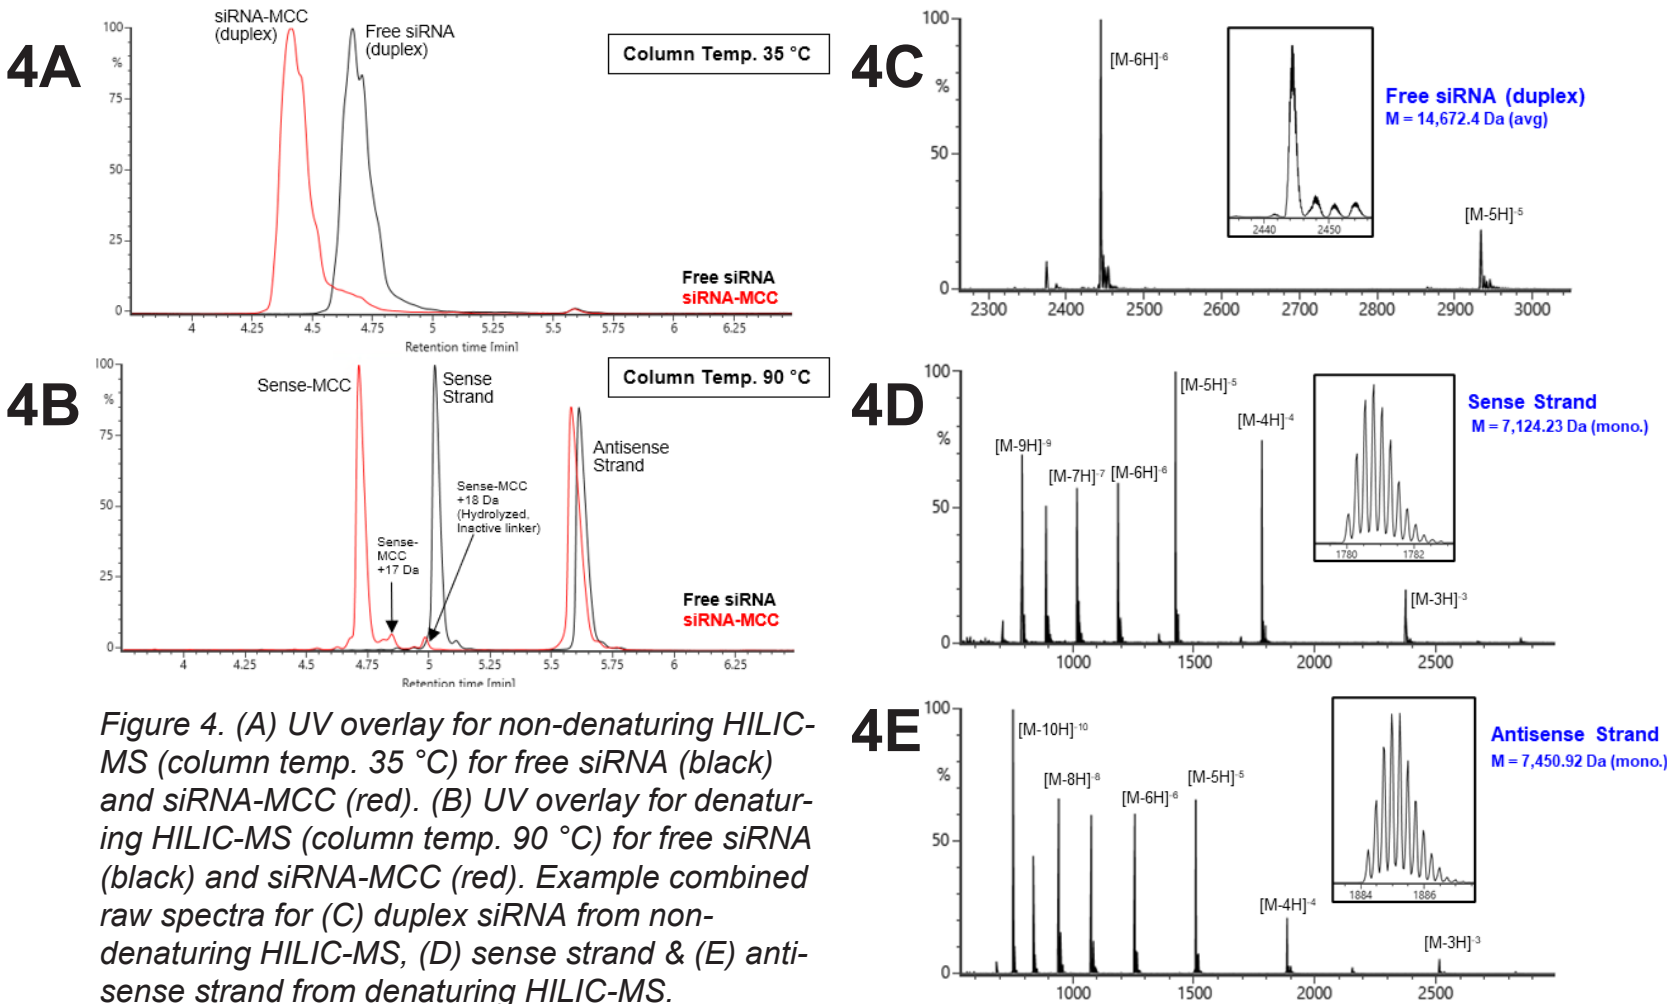 4A
siRNA-MCC
(duplex)
Free siRNA
(duplex)
Column Temp. 35 °C
100
%
75
50
25
0
Free siRNA
siRNA-MCC
4 4.25 4.5 4.75 5 5.25 5.5 5.75 6 6.25
Retention time [min]
4B
Sense-MCC
Sense
Strand
Column Temp. 90 °C
Antisense
Strand
Sense-MCC
+18 Da
(Hydrolyzed,
Inactive linker)
Sense-
MCC
+17 Da
100
%
75
50
25
0
Free siRNA
siRNA-MCC
4 4.25 4.5 4.75 5 5.25 5.5 5.75 6 6.25
Retention time [min]
Figure 4. (A) UV overlay for non-denaturing HILIC-
MS (column temp. 35 °C) for free siRNA (black)
and siRNA-MCC (red). (B) UV overlay for denatur-
ing HILIC-MS (column temp. 90 °C) for free siRNA
(black) and siRNA-MCC (red). Example combined
raw spectra for (C) duplex siRNA from non-
denaturing HILIC-MS, (D) sense strand & (E) anti-
sense strand from denaturing HILIC-MS.
4C
100
%
50
0
[M-6H]-6
2440 2450
Free siRNA (duplex)
M = 14,672.4 Da (avg)
[M-5H]-5
2300 2400 2500 2600 2700 2800 2900 3000
4D
100
%
50
0
[M-9H]-9
[M-7H]-7
[M-6H]-6
[M-5H]-5
[M-4H]-4
[M-3H]-3
1780 1782
Sense Strand
M = 7,124.23 Da (mono.)
1000 1500 2000 2500
4E
100
%
50
0
[M-10H]-10
[M-8H]-8
[M-6H]-6
[M-5H]-5
[M-4H]-4
[M-3H]-3
1884 1886
Antisense Strand
M = 7,450.92 Da (mono.)
1000 1500 2000 2500